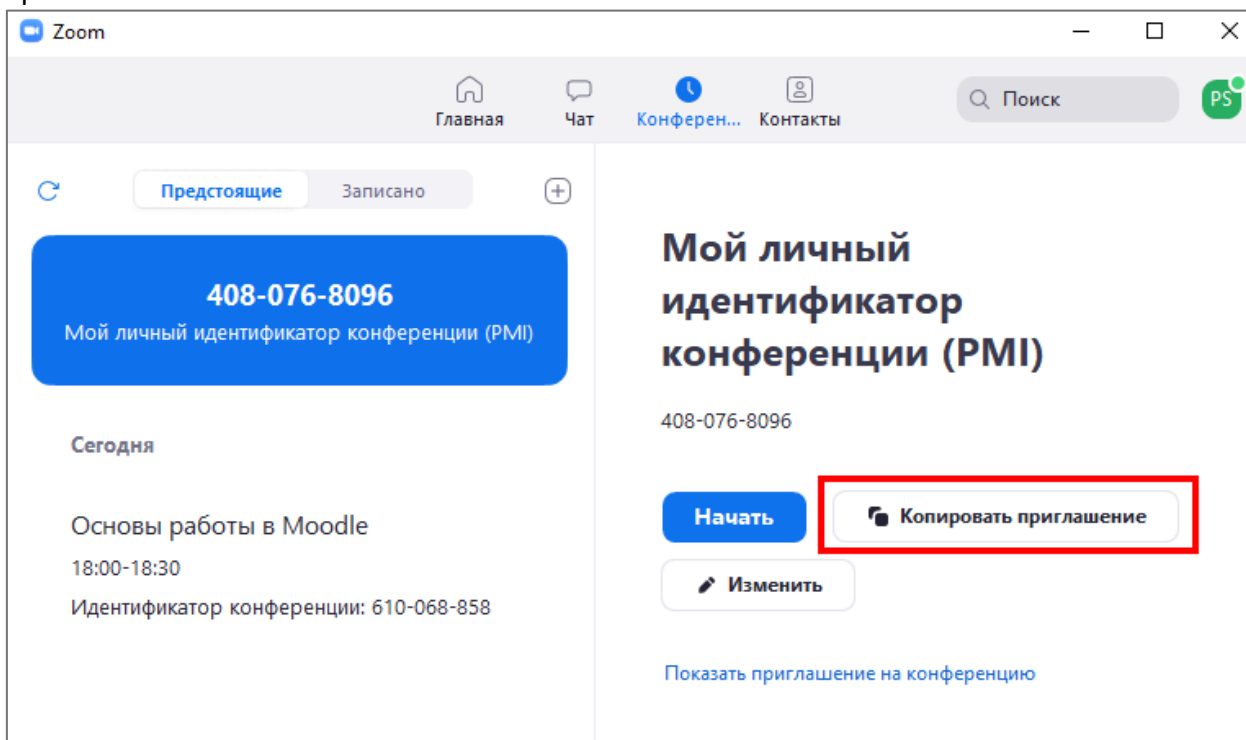 Zoom
Главная
Чат
Конферен...
Контакты
Поиск
PS
Предстоящие
Записано
408-076-8096
Мой личный идентификатор конференции (PMI)
Сегодня
Основы работы в Moodle
18:00-18:30
Идентификатор конференции: 610-068-858
Мой личный
идентификатор
конференции (PMI)
408-076-8096
Начать
Копировать приглашение
Изменить
Показать приглашение на конференцию